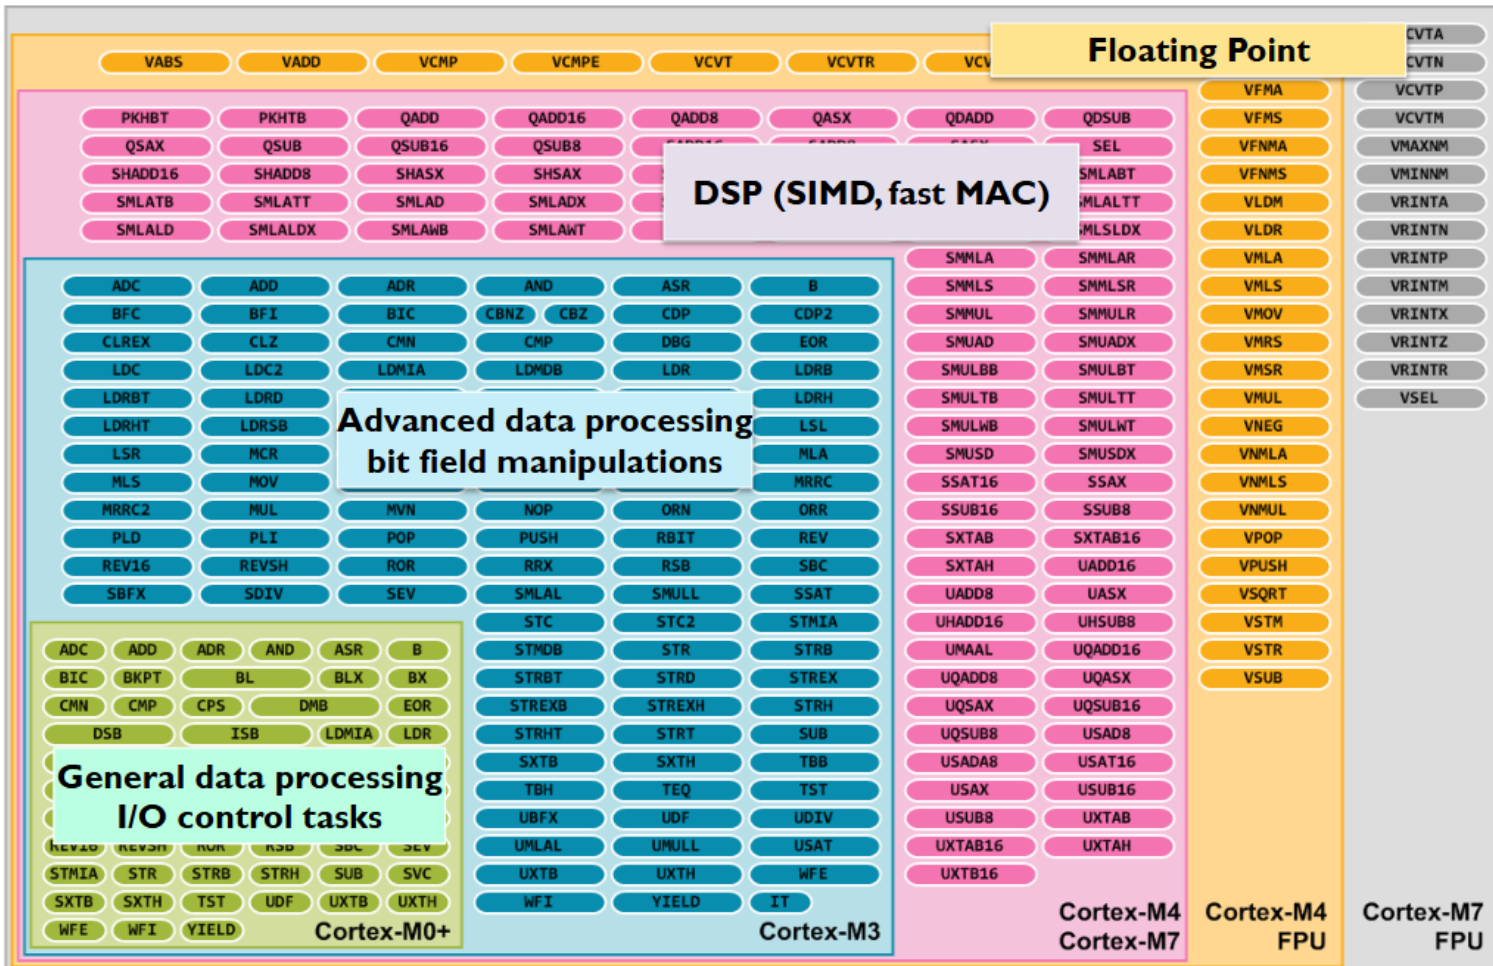 CVTA
VABS VADD VCMP VCMPE VCVT VCVTR Floating Point CVTN
VFMA VCVTP
PKHBT PKHTB QADD QADD16 QADD8 QASX QDADD QDSUB VFMS VCVTM
QSAX QSUB QSUB16 QSUB8 SEL VFNMA VMAXNM
SHADD16 SHADD8 SHASX SHSAX SMLABT VFNMS VMINNM
DSP (SIMD, fast MAC)
SMLATB SMLATT SMLAD SMLADX MLALTT VLDM VRINTA
SMLALD SMLALDX SMLAWB SMLAWT MLSLDX VLDR VRINTN
SMMLA SMMLAR VMLA VRINTP
ADC ADD ADR AND ASR B SMMLS SMMLSR VMLS VRINTM
BFC BFI BIC CBNZ CBZ CDP CDP2 SMMUL SMMULR VMOV VRINTX
CLREX CLZ CMN CMP DBG EOR SMUAD SMUADX VMRS VRINTZ
LDC LDC2 LDMIA LDMDB LDR LDRB SMULBB SMULBT VMSR VRINTR
LDRBT LDRD LDRH SMULTB SMULTT VMUL VSEL
Advanced data processing
LDRHT LDRSB LSL SMULWB SMULWT VNEG
LSR MCR MLA SMUSD SMUSDX VNMLA
bit field manipulations
MLS MOV MRRC SSAT16 SSAX VNMLS
MRRC2 MUL MVN NOP ORN ORR SSUB16 SSUB8 VNMUL
PLD PLI POP PUSH RBIT REV SXTAB SXTAB16 VPOP
REV16 REVSH ROR RRX RSB SBC SXTAH UADD16 VPUSH
SBFX SDIV SEV SMLAL SMULL SSAT UADD8 UASX VSQRT
STC STC2 STMIA UHADD16 UHSUB8 VSTM
ADC ADD ADR AND ASR B STMDB STR STRB UMAAL UQADD16 VSTR
BIC BKPT BL BLX BX STRBT STRD STREX UQADD8 UQASX VSUB
CMN CMP CPS DMB EOR STREXB STREXH STRH UQSAX UQSUB16
DSB ISB LDMIA LDR STRHT STRT SUB UQSUB8 USAD8
SXTB SXTH TBB USADA8 USAT16
General data processing
TBH TEQ TST USAX USUB16
I/O control tasks
UBFX UDF UDIV USUB8 UXTAB
REV16 REVSH ROR RSB SBC SEV UMLAL UMULL USAT UXTAB16 UXTAH
STMIA STR STRB STRH SUB SVC UXTB UXTH WFE UXTB16
SXTB SXTH TST UDF UXTB UXTH WFI YIELD IT
WFE WFI YIELD Cortex-M0+ Cortex-M3 Cortex-M4 Cortex-M4 Cortex-M7
Cortex-M7 FPU FPU